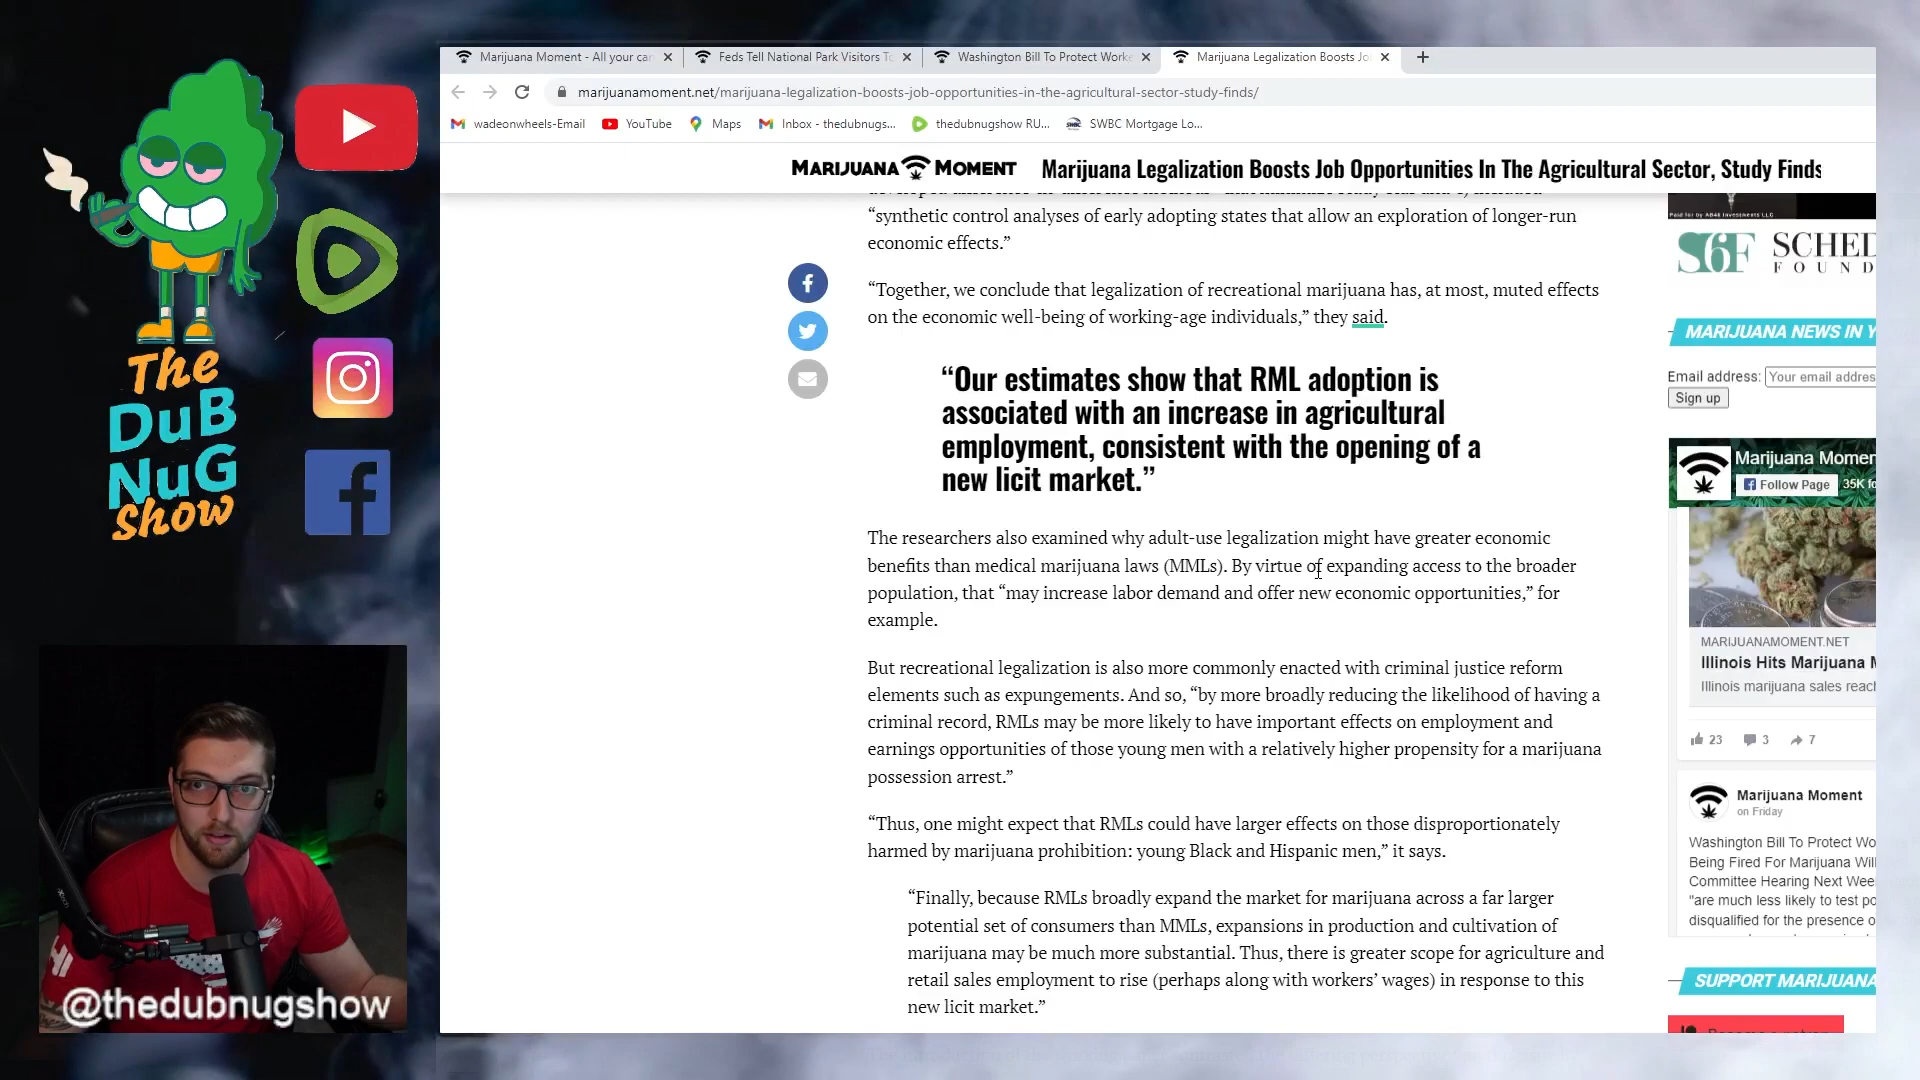 The
DuB
NuG
Show
@thedubnugshow
Marijuana Moment - All your can
Feds Tell National Park Visitors To
Washington Bill To Protect Worke
Marijuana Legalization Boosts Jo
marijuanamoment.net/marijuana-legalization-boosts-job-opportunities-in-the-agricultural-sector-study-finds/
wadeonwheels-Email
YouTube
Maps
Inbox - thedubnugs...
thedubnugshow RU...
SWBC Mortgage Lo...
MARIJUANA MOMENT
Marijuana Legalization Boosts Job Opportunities In The Agricultural Sector, Study Finds
“synthetic control analyses of early adopting states that allow an exploration of longer-run
economic effects.”
“Together, we conclude that legalization of recreational marijuana has, at most, muted effects
on the economic well-being of working-age individuals,” they said.
“Our estimates show that RML adoption is
associated with an increase in agricultural
employment, consistent with the opening of a
new licit market.”
The researchers also examined why adult-use legalization might have greater economic
benefits than medical marijuana laws (MMLs). By virtue of expanding access to the broader
population, that “may increase labor demand and offer new economic opportunities,” for
example.
But recreational legalization is also more commonly enacted with criminal justice reform
elements such as expungements. And so, “by more broadly reducing the likelihood of having a
criminal record, RMLs may be more likely to have important effects on employment and
earnings opportunities of those young men with a relatively higher propensity for a marijuana
possession arrest.”
“Thus, one might expect that RMLs could have larger effects on those disproportionately
harmed by marijuana prohibition: young Black and Hispanic men,” it says.
“Finally, because RMLs broadly expand the market for marijuana across a far larger
potential set of consumers than MMLs, expansions in production and cultivation of
marijuana may be much more substantial. Thus, there is greater scope for agriculture and
retail sales employment to rise (perhaps along with workers’ wages) in response to this
new licit market.”
Paid for by AB46 Investments LLC
S6F SCHED
FOUND
MARIJUANA NEWS IN Y
Email address:
Your email addres
Sign up
Marijuana Momen
Follow Page
35K fo
MARIJUANAMOMENT.NET
Illinois Hits Marijuana M
Illinois marijuana sales reach
23
3
7
Marijuana Moment
on Friday
Washington Bill To Protect Wo
Being Fired For Marijuana Will
Committee Hearing Next Wee
"are much less likely to test po
disqualified for the presence o
SUPPORT MARIJUANA